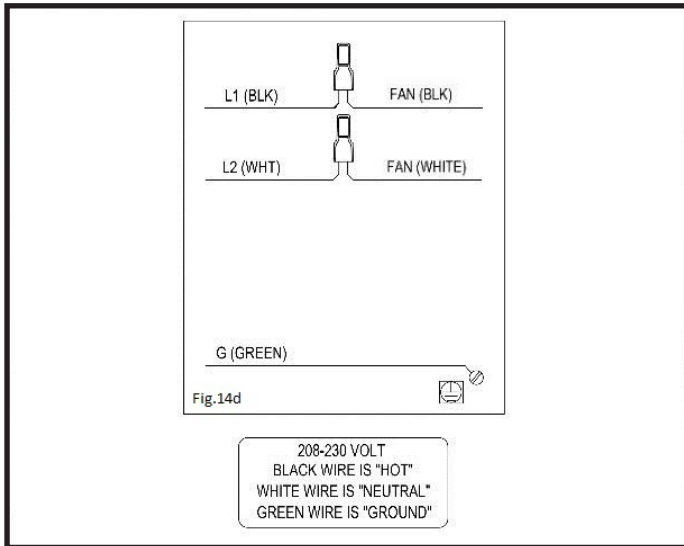 L1 (BLK) FAN (BLK)
L2 (WHT) FAN (WHITE)
G (GREEN)
Fig.14d
208-230 VOLT
BLACK WIRE IS "HOT"
WHITE WIRE IS "NEUTRAL"
GREEN WIRE IS "GROUND"